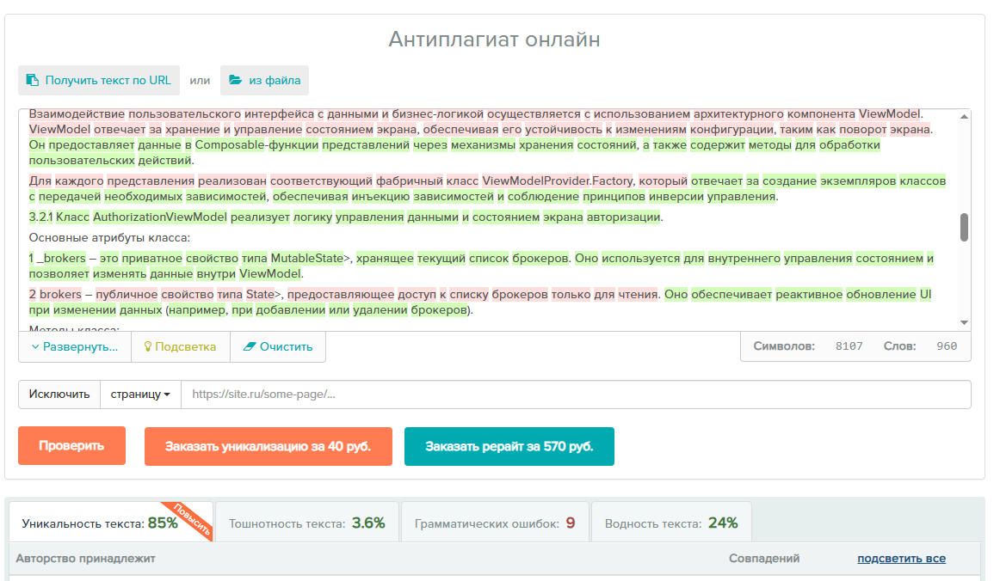 Антиплагиат онлайн
Получить текст по URL или из файла
Взаимодействие пользовательского интерфейса с данными и бизнес-логикой осуществляется с использованием архитектурного компонента ViewModel.
ViewModel отвечает за хранение и управление состоянием экрана, обеспечивая его устойчивость к изменениям конфигурации, таким как поворот экрана.
Он предоставляет данные в Composable-функции представлений через механизмы хранения состояний, а также содержит методы для обработки
пользовательских действий.
Для каждого представления реализован соответствующий фабричный класс ViewModelProvider.Factory, который отвечает за создание экземпляров классов
с передачей необходимых зависимостей, обеспечивая инъекцию зависимостей и соблюдение принципов инверсии управления.
3.2.1 Класс AuthorizationViewModel реализует логику управления данными и состоянием экрана авторизации.
Основные атрибуты класса:
1 _brokers – это приватное свойство типа MutableState>, хранящее текущий список брокеров. Оно используется для внутреннего управления состоянием и
позволяет изменять данные внутри ViewModel.
2 brokers – публичное свойство типа State>, предоставляющее доступ к списку брокеров только для чтения. Оно обеспечивает реактивное обновление UI
при изменении данных (например, при добавлении или удалении брокеров).
Методы класса:
Развернуть... Подсветка Очистить Символов: 8107 Слов: 960
Исключить страницу https://site.ru/some-page/...
Проверить Заказать уникализацию за 40 руб. Заказать рерайт за 570 руб.
Уникальность текста: 85% Повысить Тошнотность текста: 3.6% Грамматических ошибок: 9 Водность текста: 24%
Авторство принадлежит Совпадений подсветить все